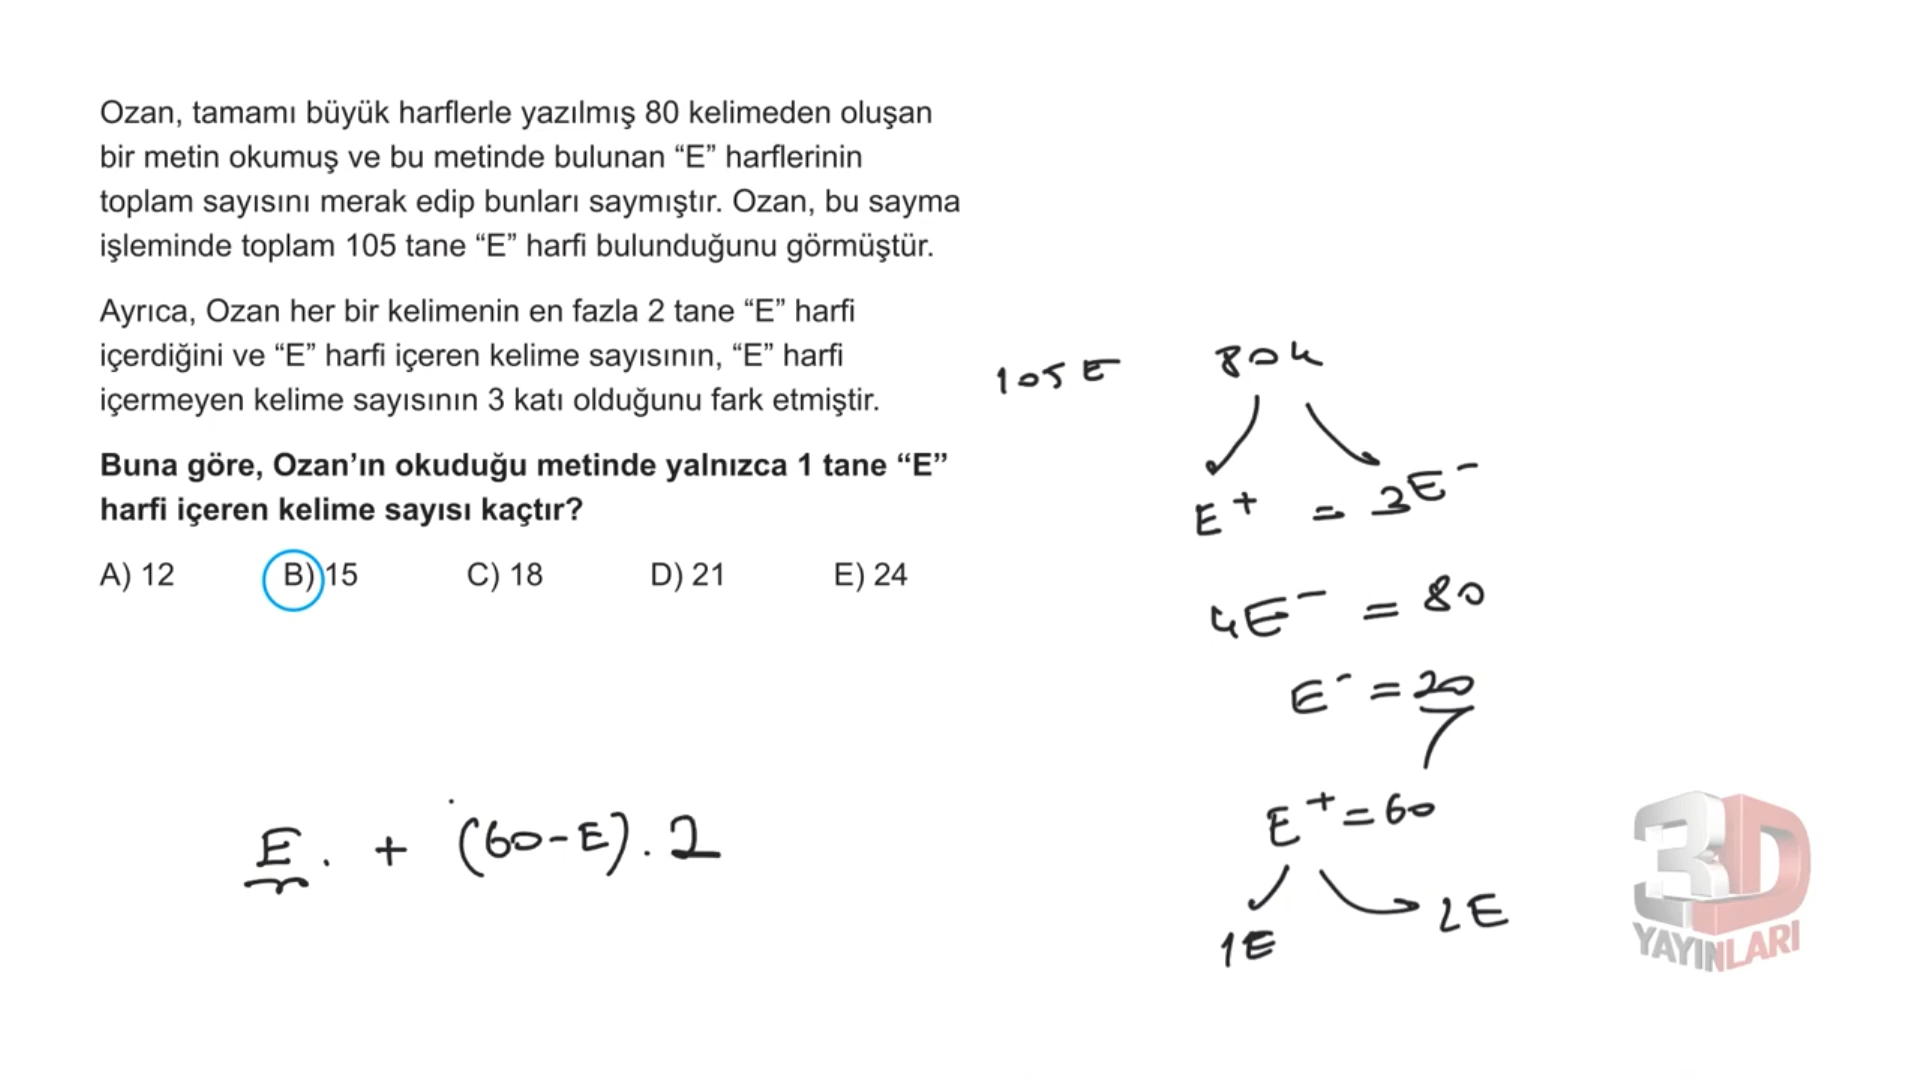 Ozan, tamamı büyük harflerle yazılmış 80 kelimeden oluşan
bir metin okumuş ve bu metinde bulunan “E” harflerinin
toplam sayısını merak edip bunları saymıştır. Ozan, bu sayma
işleminde toplam 105 tane “E” harfi bulunduğunu görmüştür.
Ayrıca, Ozan her bir kelimenin en fazla 2 tane “E” harfi
içerdiğini ve “E” harfi içeren kelime sayısının, “E” harfi
içermeyen kelime sayısının 3 katı olduğunu fark etmiştir.
Buna göre, Ozan’ın okuduğu metinde yalnızca 1 tane “E”
harfi içeren kelime sayısı kaçtır?
A) 12 B) 15 C) 18 D) 21 E) 24
105 E 80k
E⁺ = 3E⁻
4E⁻ = 80
E⁻ = 20
E⁺ = 60
1E 2E
E. + (60-E).2
3D
YAYINLARI